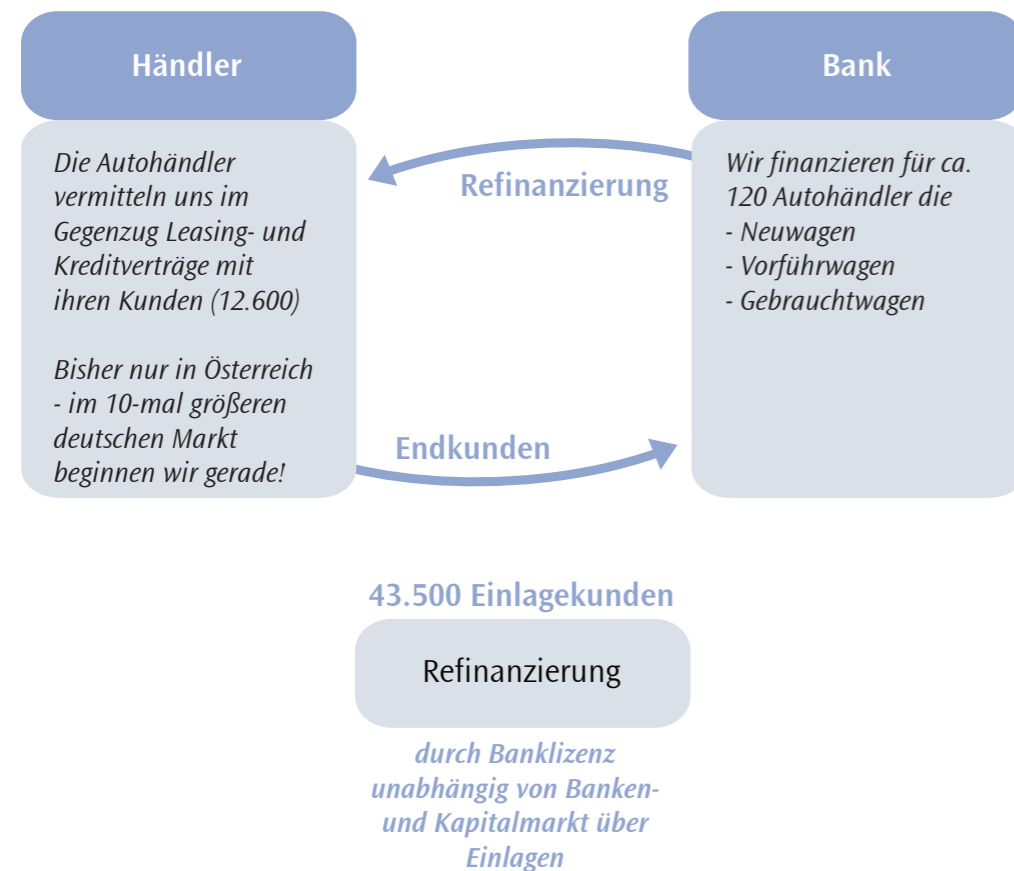 Händler
Die Autohändler
vermitteln uns im
Gegenzug Leasing- und
Kreditverträge mit
ihren Kunden (12.600)
Bisher nur in Österreich
- im 10-mal größeren
deutschen Markt
beginnen wir gerade!
Refinanzierung
Endkunden
Bank
Wir finanzieren für ca.
120 Autohändler die
- Neuwagen
- Vorführwagen
- Gebrauchtwagen
43.500 Einlagekunden
Refinanzierung
durch Banklizenz
unabhängig von Banken-
und Kapitalmarkt über
Einlagen